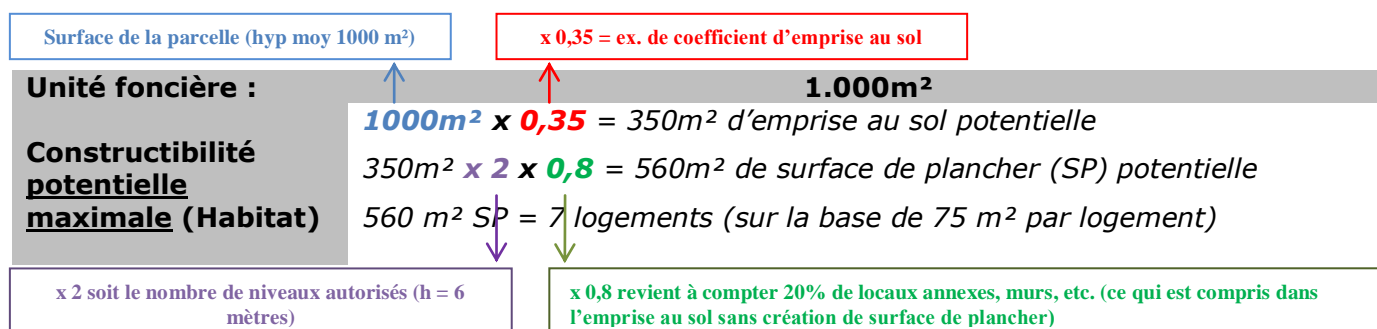 Surface de la parcelle (hyp moy 1000 m²)
x 0,35 = ex. de coefficient d’emprise au sol
Unité foncière :
1.000m²
1000m² x 0,35 = 350m² d’emprise au sol potentielle
Constructibilité
potentielle
maximale (Habitat)
350m² x 2 x 0,8 = 560m² de surface de plancher (SP) potentielle
560 m² SP = 7 logements (sur la base de 75 m² par logement)
x 2 soit le nombre de niveaux autorisés (h = 6
mètres)
x 0,8 revient à compter 20% de locaux annexes, murs, etc. (ce qui est compris dans
l’emprise au sol sans création de surface de plancher)